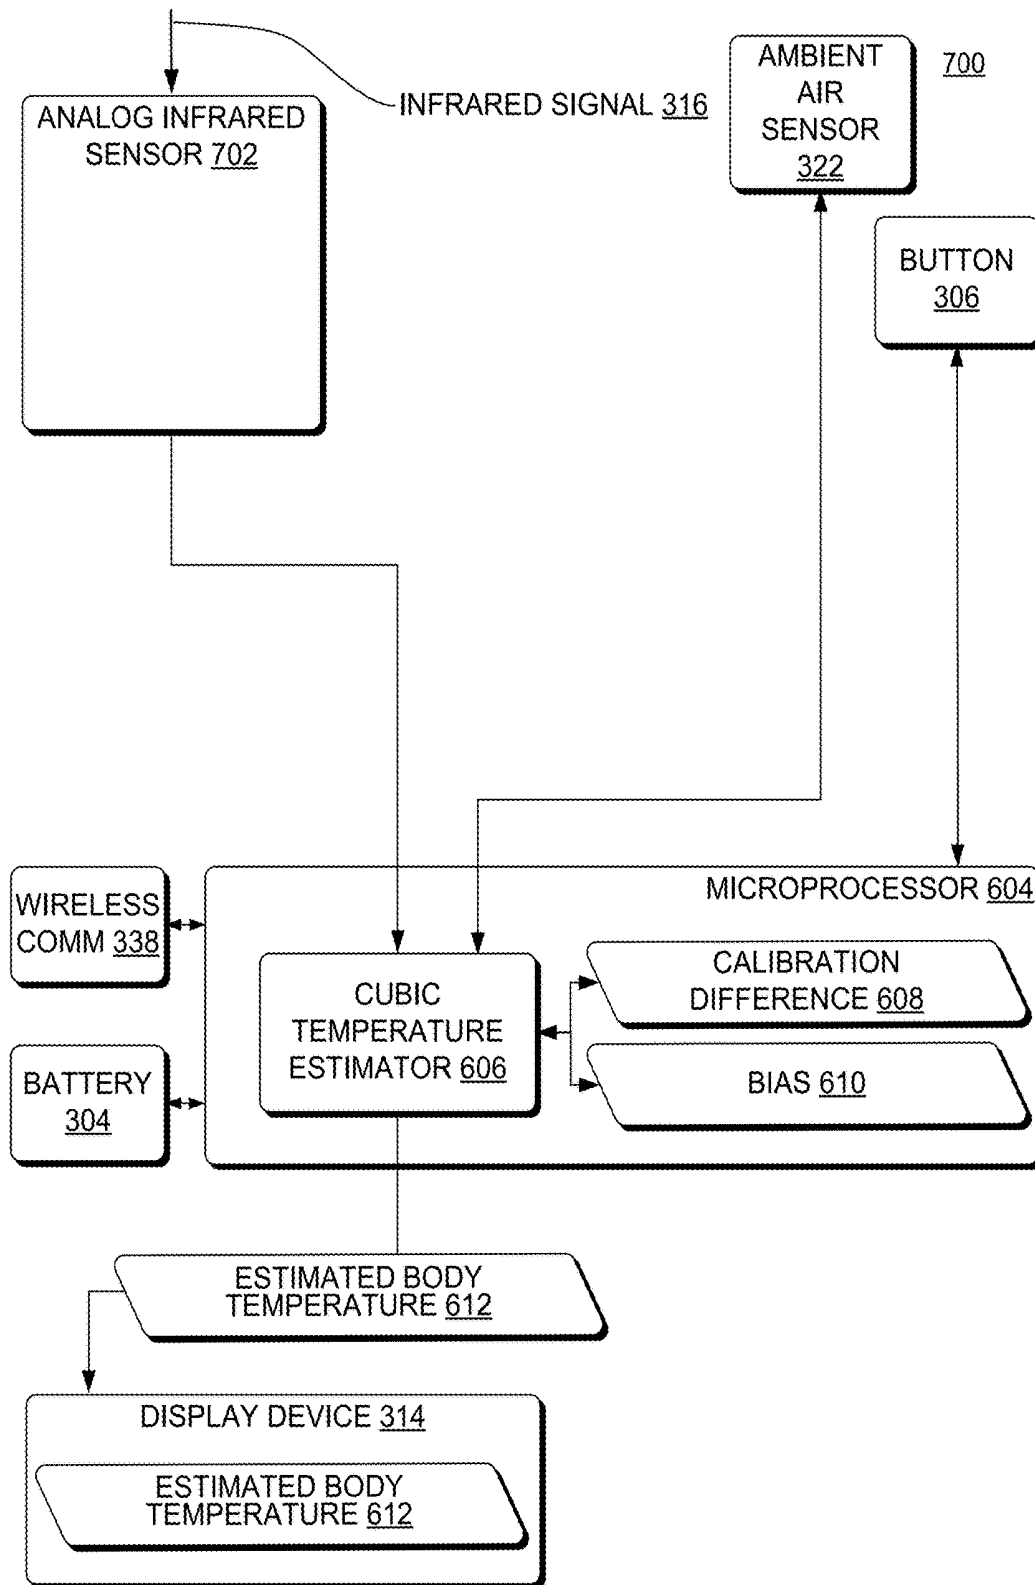 ANALOG INFRARED
SENSOR 702
INFRARED SIGNAL 316
AMBIENT
AIR
SENSOR
322
700
BUTTON
306
WIRELESS
COMM 338
MICROPROCESSOR 604
CUBIC
TEMPERATURE
ESTIMATOR 606
CALIBRATION
DIFFERENCE 608
BIAS 610
BATTERY
304
ESTIMATED BODY
TEMPERATURE 612
DISPLAY DEVICE 314
ESTIMATED BODY
TEMPERATURE 612